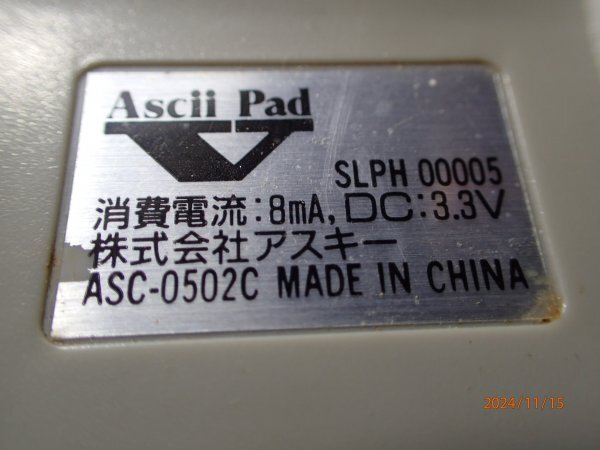 Ascii Pad
SLPH 00005
消費電流:8mA, DC:3.3V
株式会社アスキー
ASC-0502C MADE IN CHINA
2024/11/15